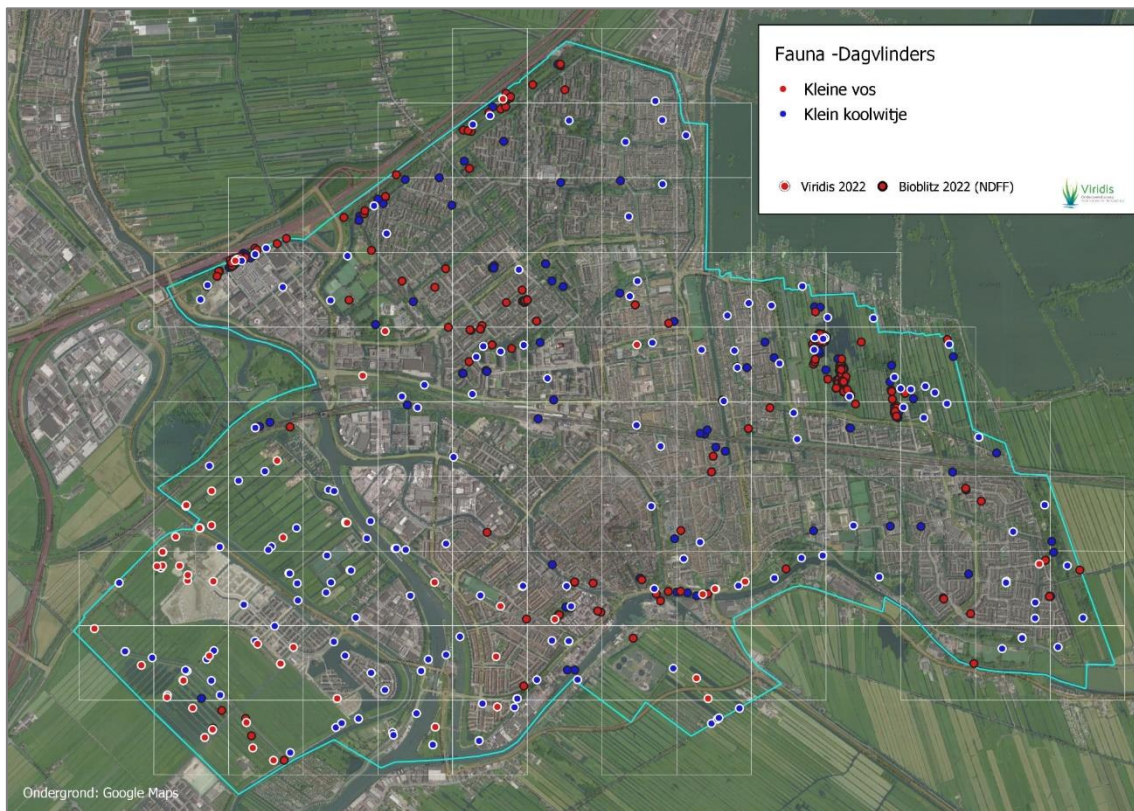 Fauna -Dagvlinders
Kleine vos
Klein koolwitje
Viridis 2022
Bioblitz 2022 (NDFF)
Viridis
Ondergrond: Google Maps